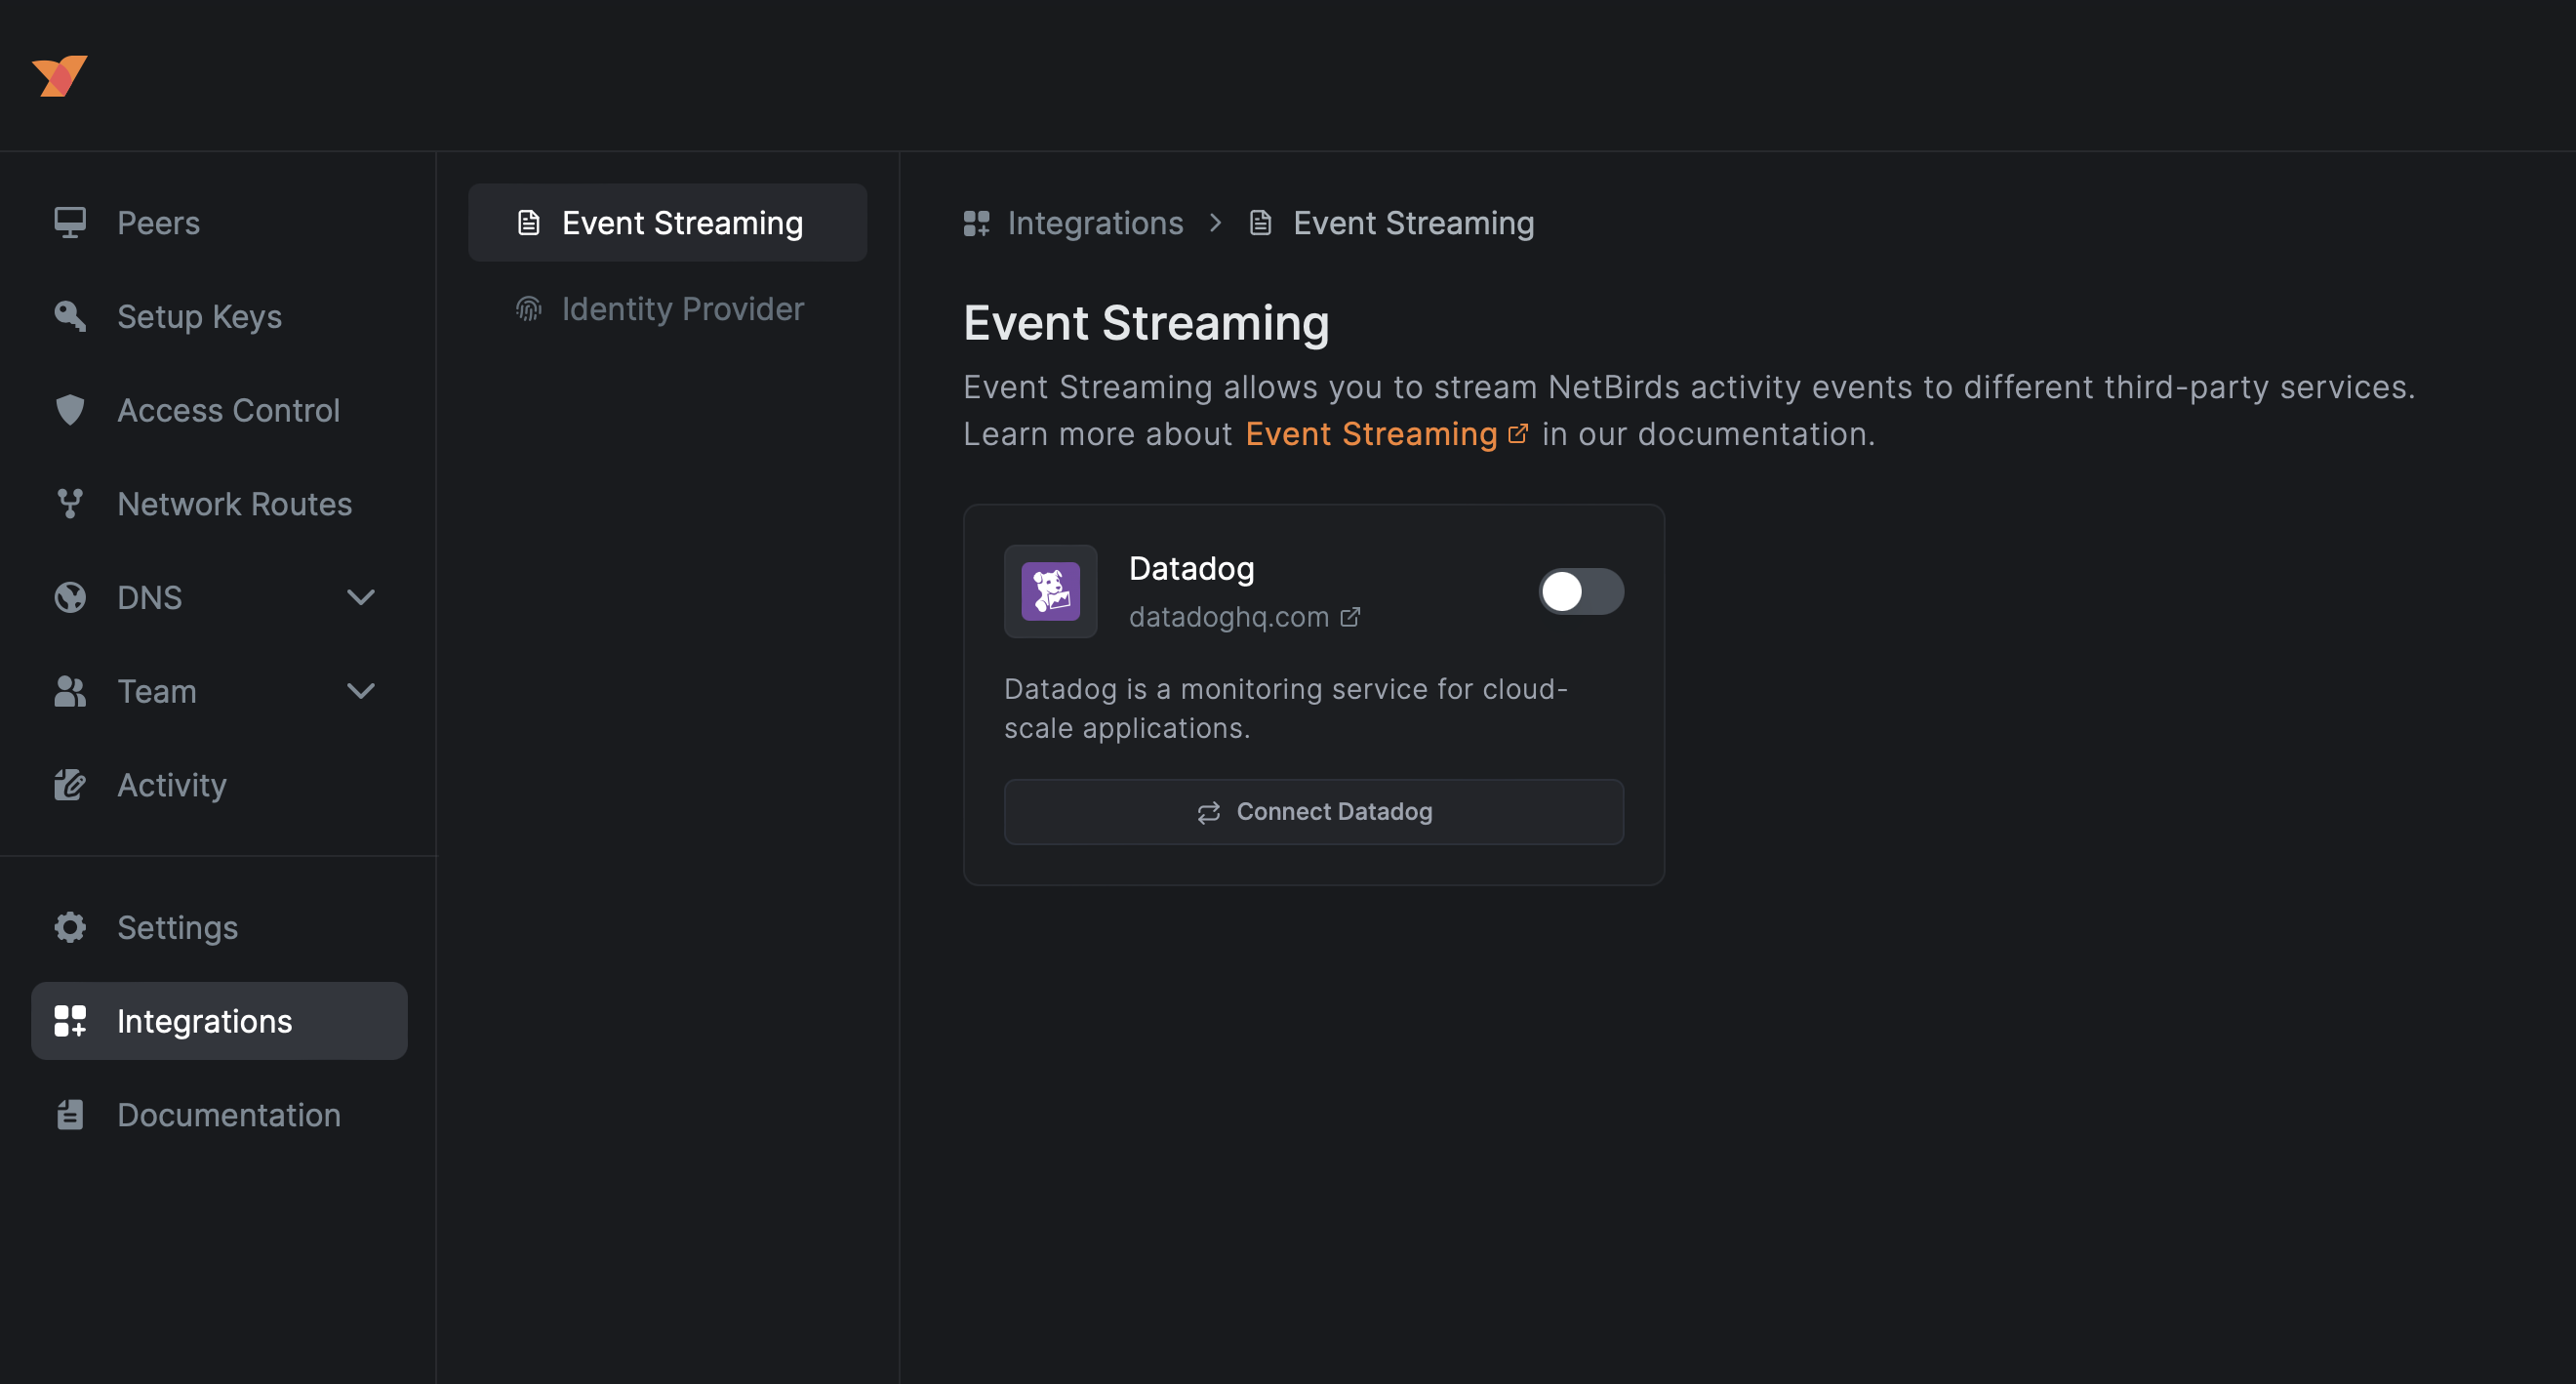 Peers
Setup Keys
Access Control
Network Routes
DNS
Team
Activity
Settings
Integrations
Documentation
Event Streaming
Identity Provider
Integrations > Event Streaming
Event Streaming
Event Streaming allows you to stream NetBirds activity events to different third-party services.
Learn more about Event Streaming in our documentation.
Datadog
datadoghq.com
Datadog is a monitoring service for cloud-
scale applications.
Connect Datadog